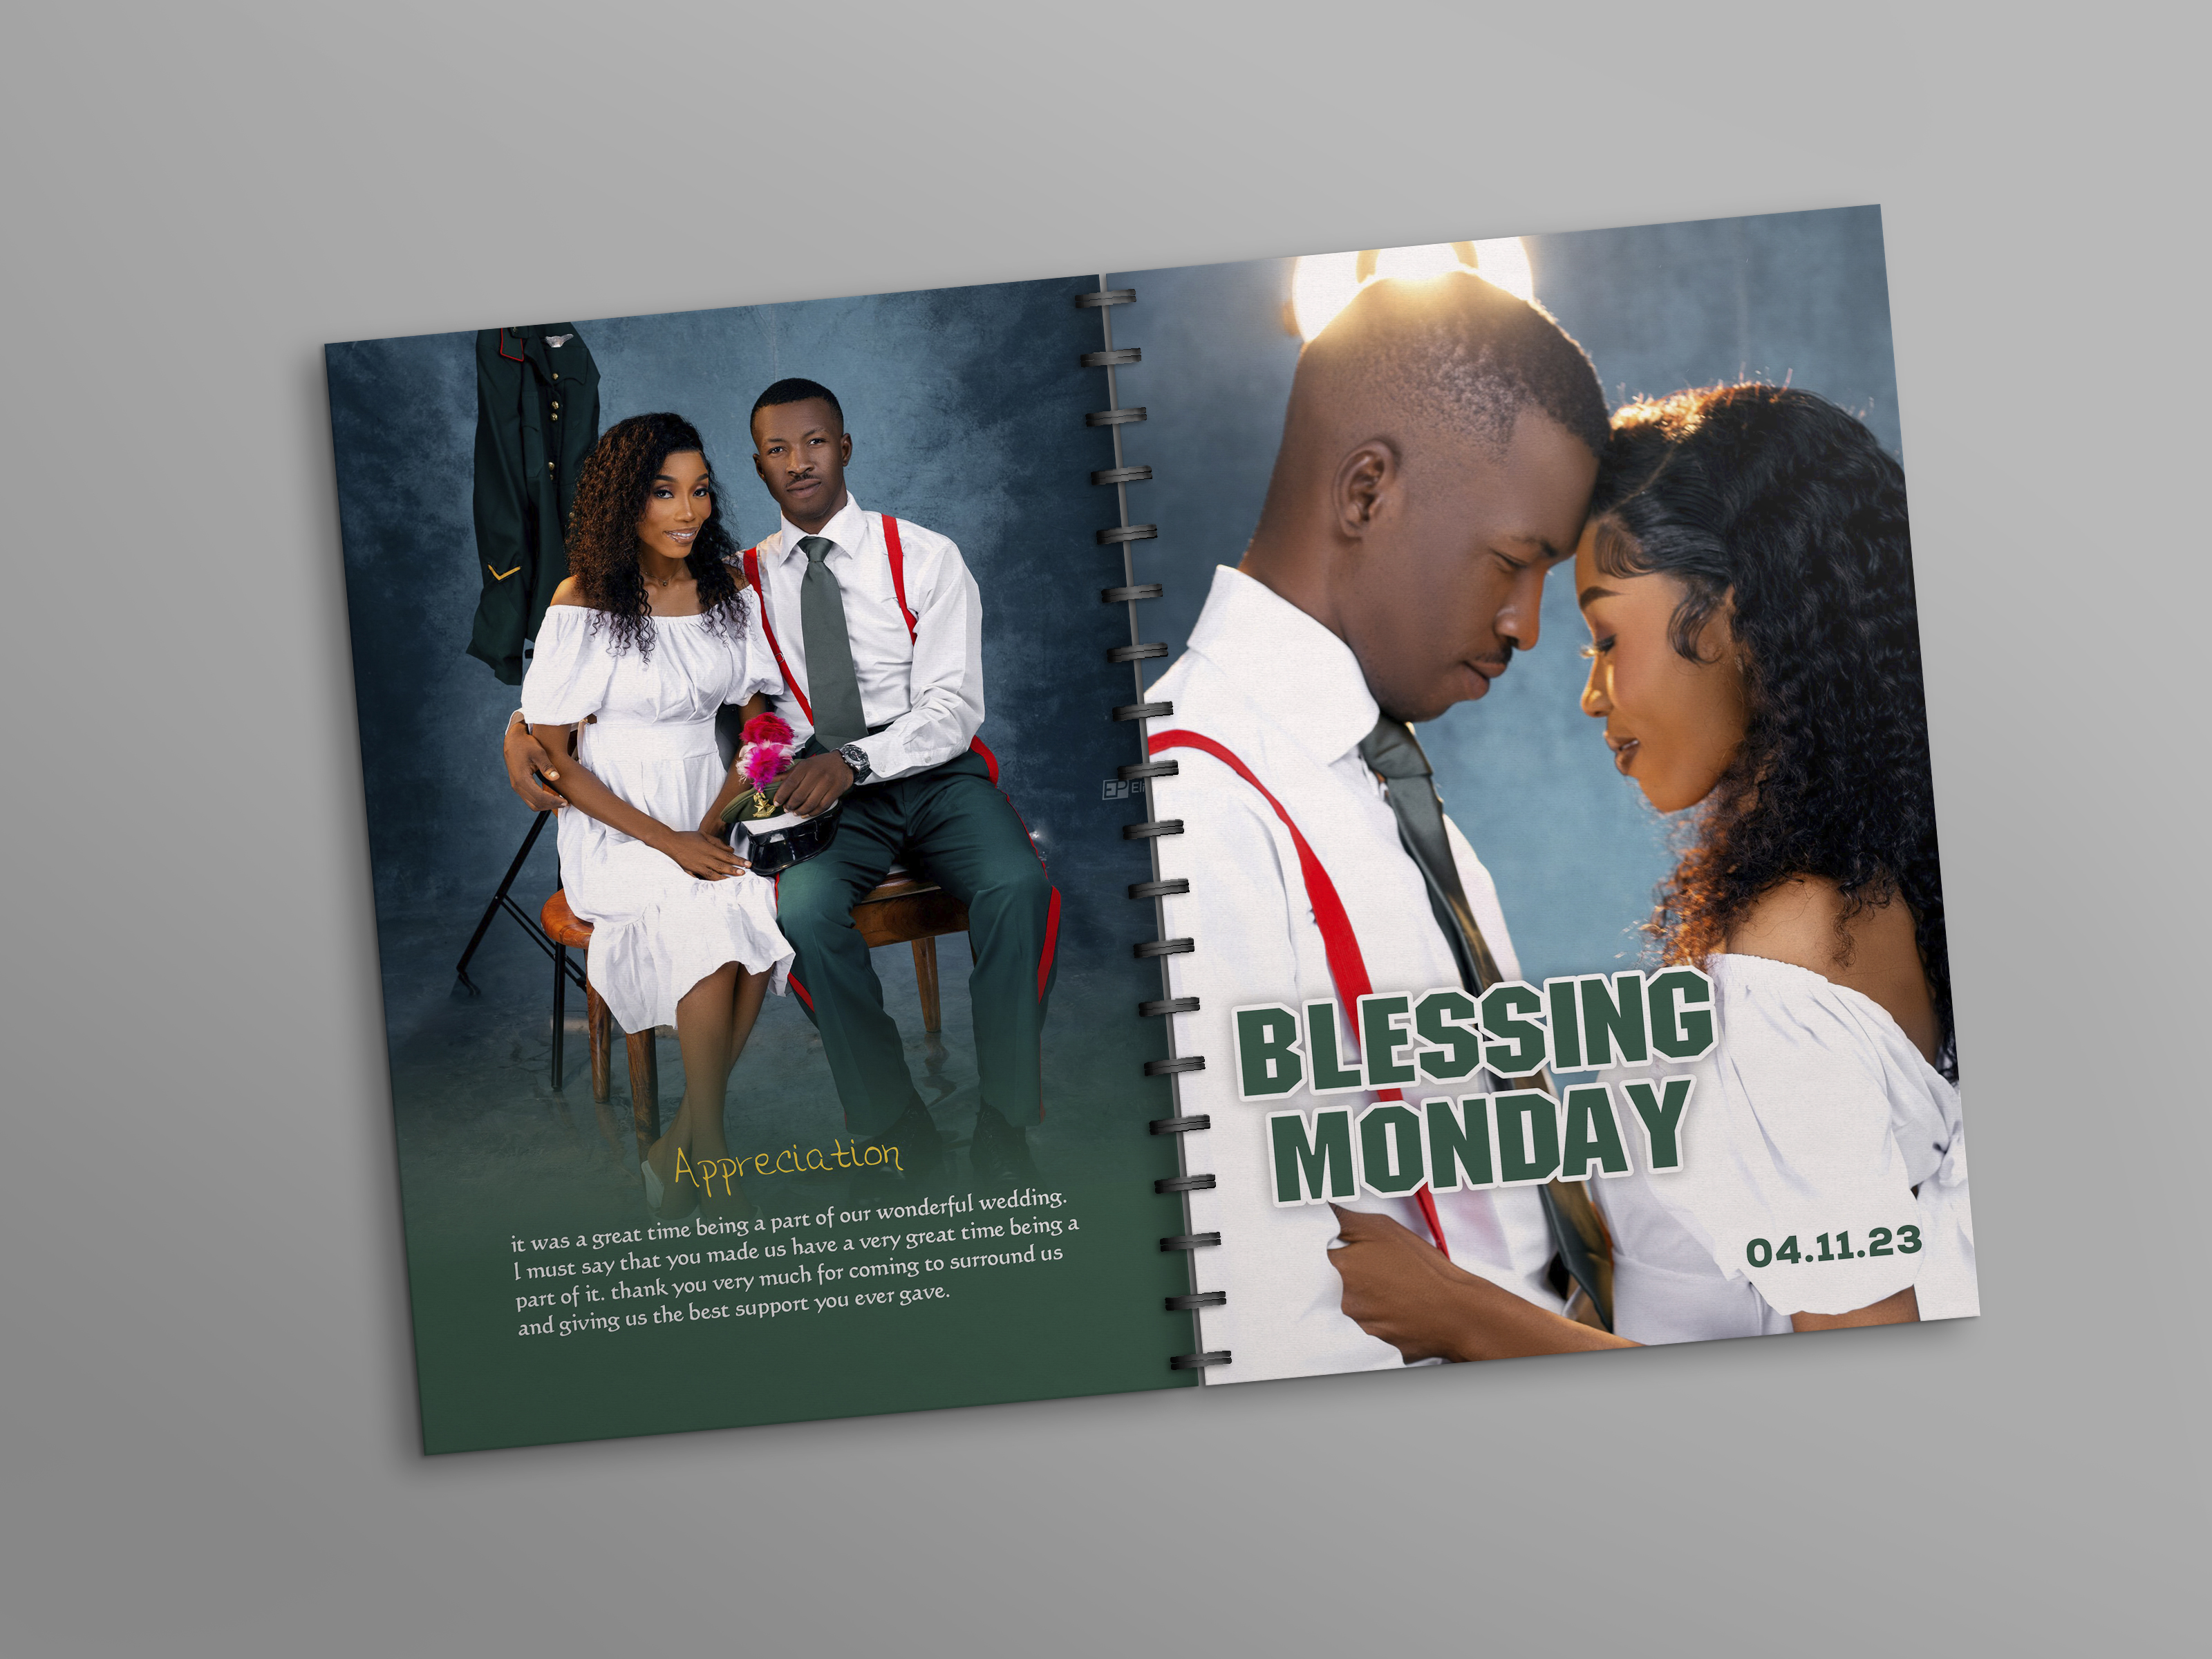 Appreciation
it was a great time being a part of our wonderful wedding.
I must say that you made us have a very great time being a
part of it. thank you very much for coming to surround us
and giving us the best support you ever gave.
EP
BLESSING
MONDAY
04.11.23